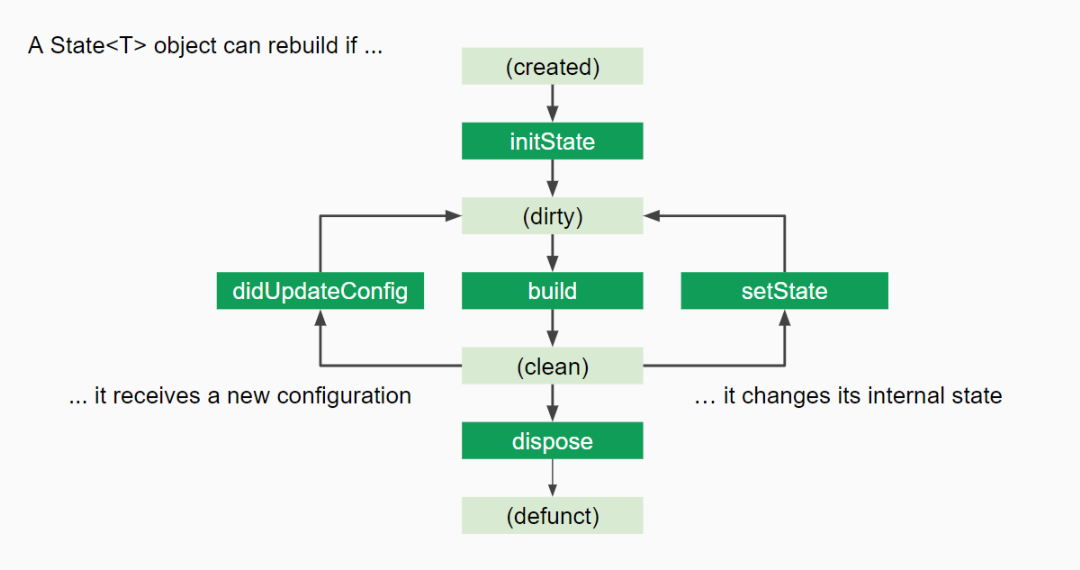 A State<T> object can rebuild if ...
(created)
initState
(dirty)
didUpdateConfig
build
setState
(clean)
... it receives a new configuration
… it changes its internal state
dispose
(defunct)